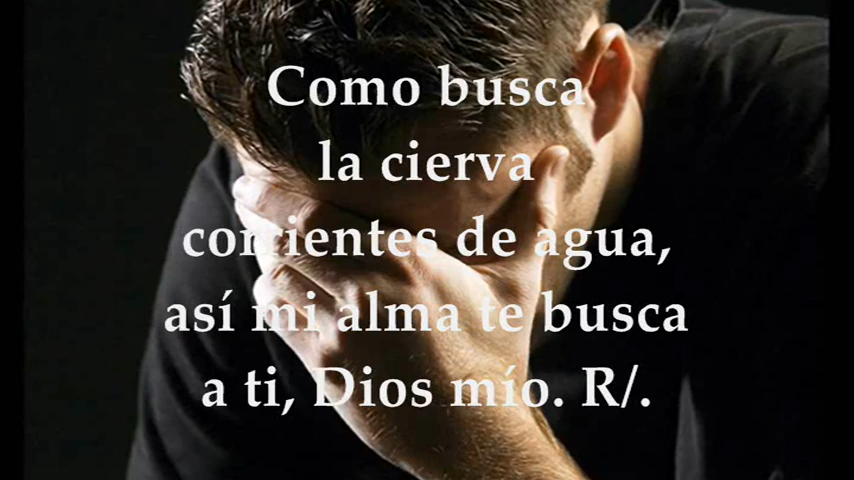 Como busca
la cierva
corrientes de agua,
así mi alma te busca
a ti, Dios mío. R/.